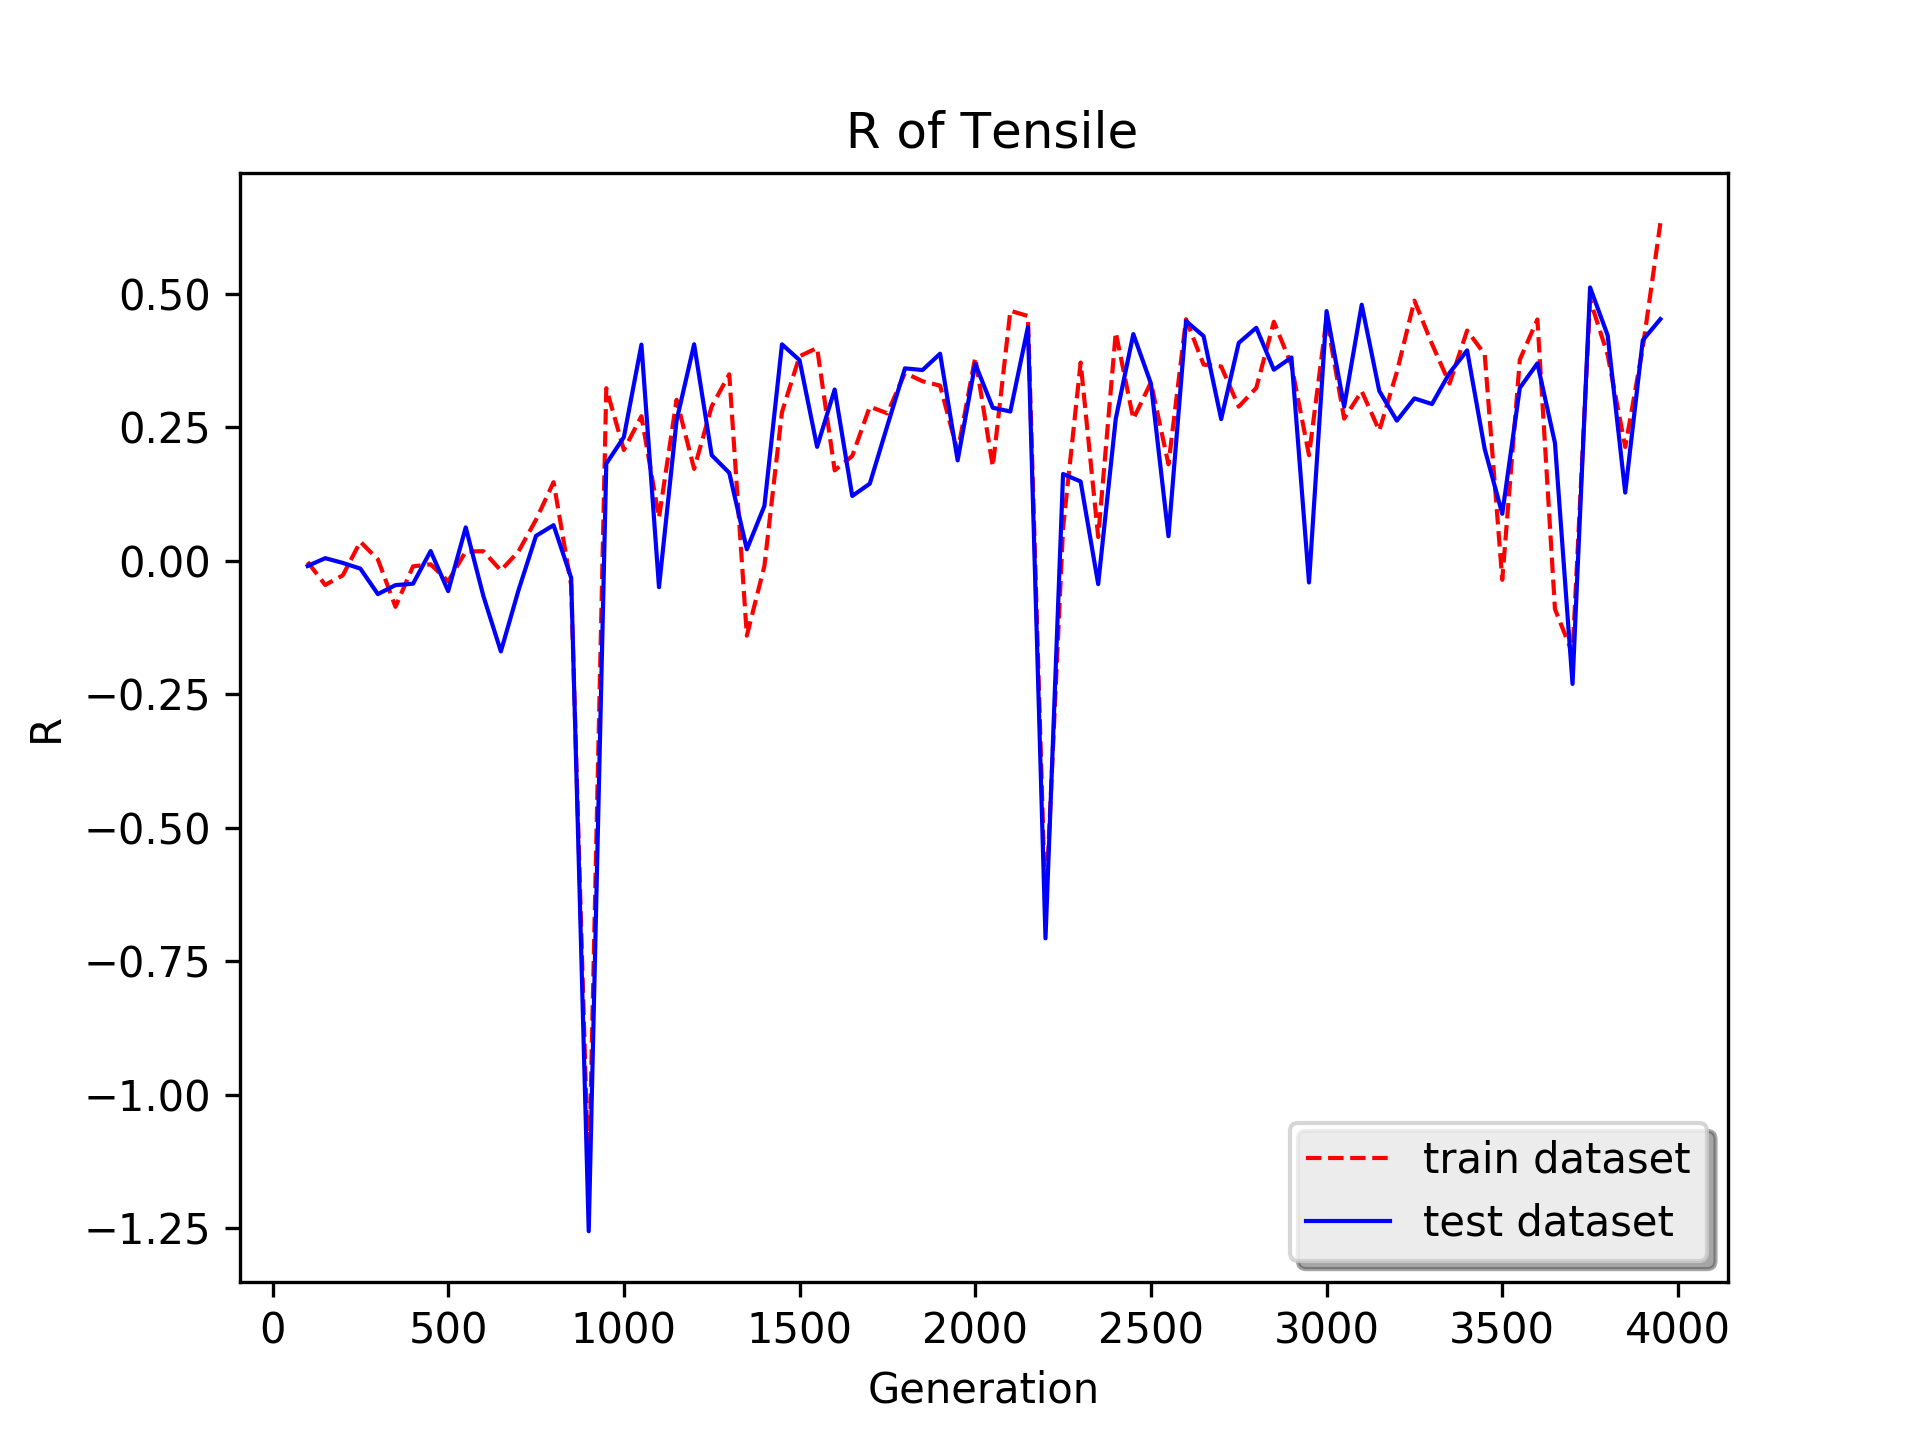 R of Tensile
R
0.50
0.25
0.00
−0.25
−0.50
−0.75
−1.00
−1.25
0 500 1000 1500 2000 2500 3000 3500 4000
Generation
train dataset
test dataset